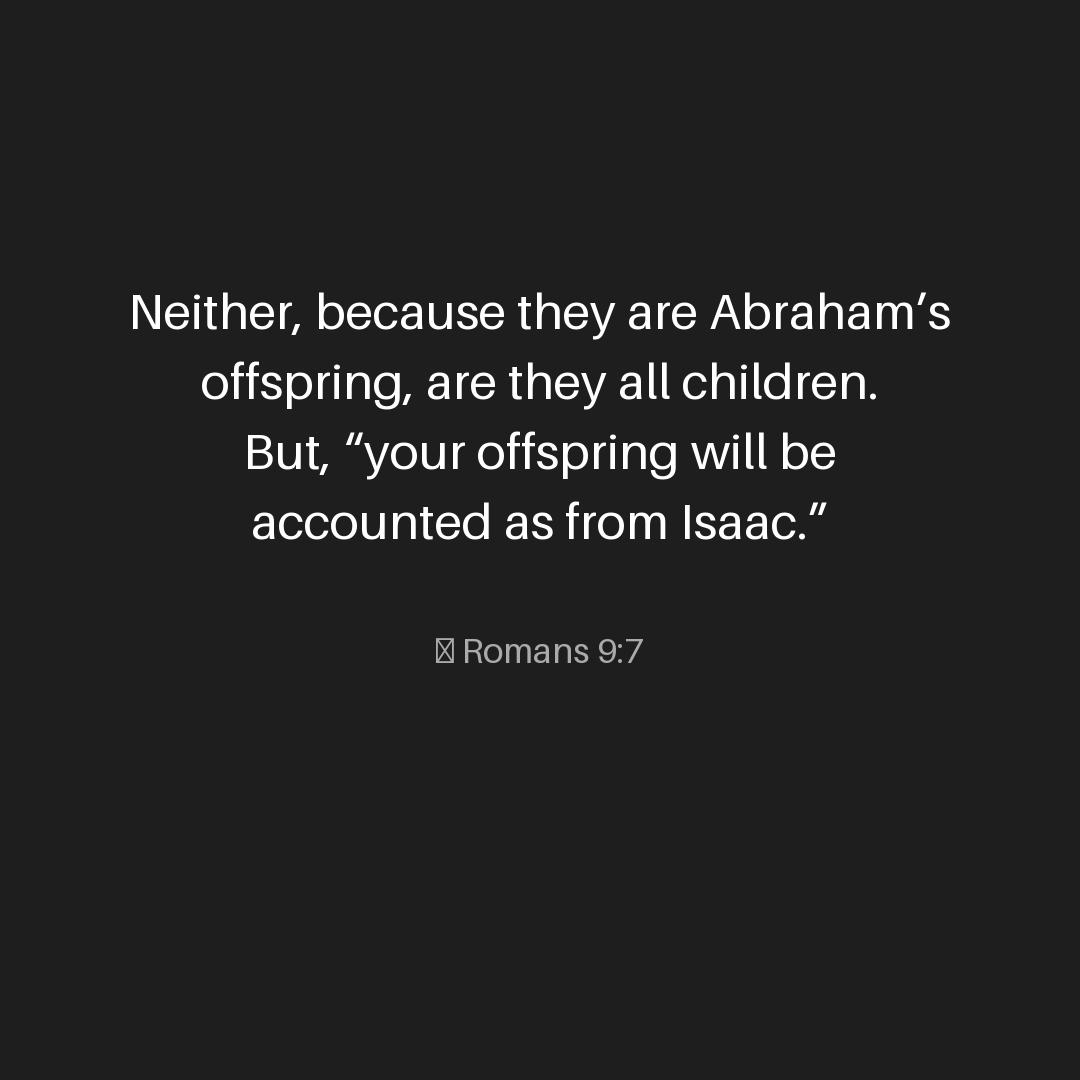 Neither, because they are Abraham’s
offspring, are they all children.
But, “your offspring will be
accounted as from Isaac.”
Romans 9:7